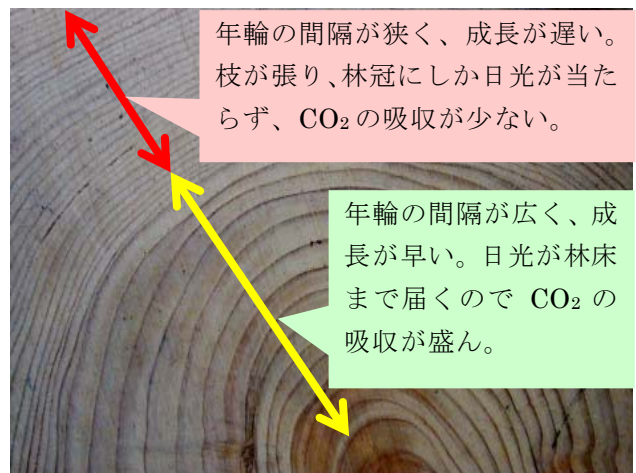 年輪の間隔が狭く、成長が遅い。
枝が張り、林冠にしか日光が当た
らず、CO₂の吸収が少ない。
年輪の間隔が広く、成
長が早い。日光が林床
まで届くので CO₂ の
吸収が盛ん。